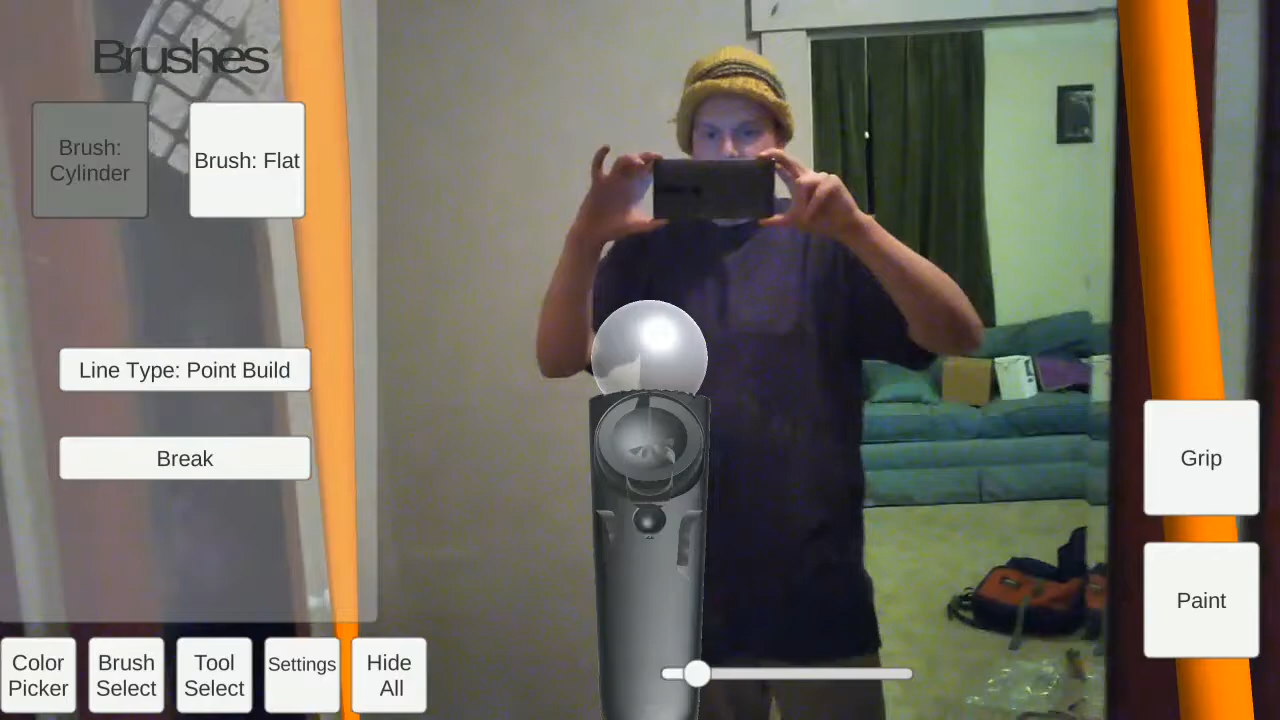 Brushes
Brush:
Cylinder
Brush: Flat
Line Type: Point Build
Break
Grip
Paint
Color
Picker
Brush
Select
Tool
Select
Settings
Hide
All